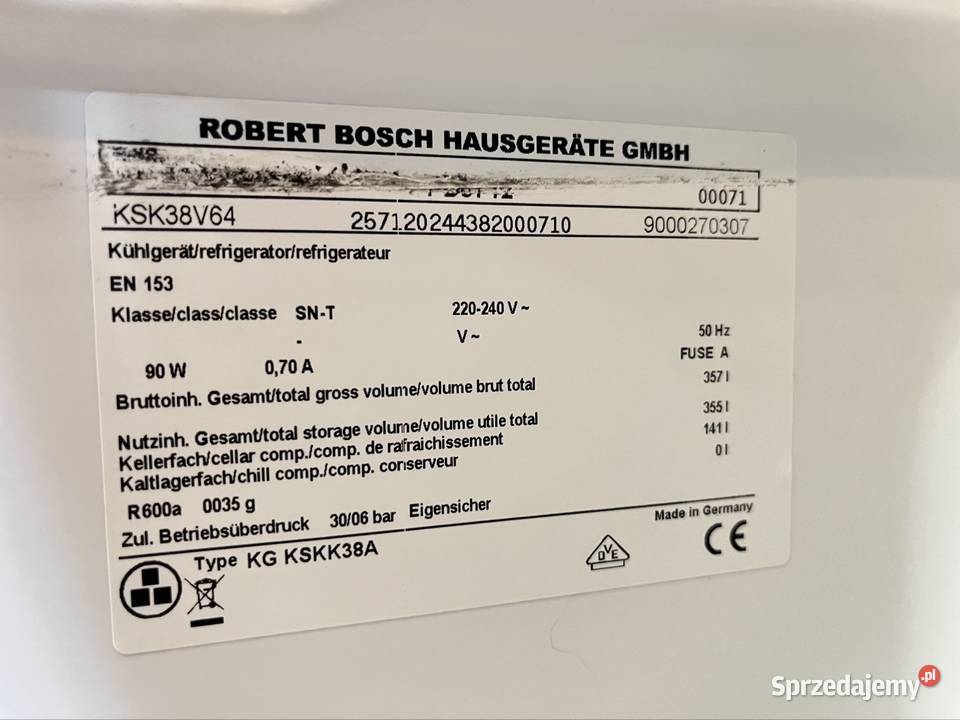 ROBERT BOSCH HAUSGERÄTE GMBH
00071
KSK38V64 257120244382000710 9000270307
Kühlgerät/refrigerator/refrigerateur
EN 153
Klasse/class/classe SN-T 220-240 V ~
- V ~ 50 Hz
90 W 0,70 A FUSE A
Bruttoinh. Gesamt/total gross volume/volume brut total 357 l
Nutzinh. Gesamt/total storage volume/volume utile total 355 l
Kellerfach/cellar comp./comp. de rafraichissement 141 l
Kaltlagerfach/chill comp./comp. conserveur 0 l
R600a 0035 g
Zul. Betriebsüberdruck 30/06 bar Eigensicher
Made in Germany
Type KG KSKK38A
DVE
CE
Sprzedajemy.pl